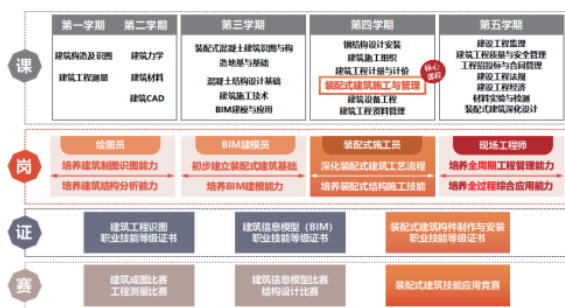 课
第一学期
建筑构造及识图
建筑工程测量
第二学期
建筑力学
建筑材料
建筑CAD
第三学期
装配式混凝土建筑识图与构
造地基与基础
混凝土结构设计基础
建筑施工技术
BIM建模与应用
第四学期
钢结构设计安装
建筑施工组织
建筑工程计量与计价
装配式建筑施工与管理
建筑设备工程
建筑工程资料管理
核心
课程
第五学期
建设工程监理
建筑工程质量与安全管理
工程招投标与合同管理
建设工程法规
建设工程经济
材料实验与检测
装配式建筑深化设计
岗
绘图员
培养建筑制图识图能力
培养建筑结构分析能力
BIM建模员
初步建立装配式建筑基础
培养BIM建模能力
装配式施工员
深化装配式建筑工艺流程
培养装配式结构施工技能
现场工程师
培养全周期工程管理能力
培养全过程综合应用能力
证
建筑工程识图
职业技能等级证书
建筑信息模型（BIM）
职业技能等级证书
装配式建筑构件制作与安装
职业技能等级证书
赛
建筑成图比赛
工程测量比赛
建筑信息模型比赛
结构设计比赛
装配式建筑技能应用竞赛